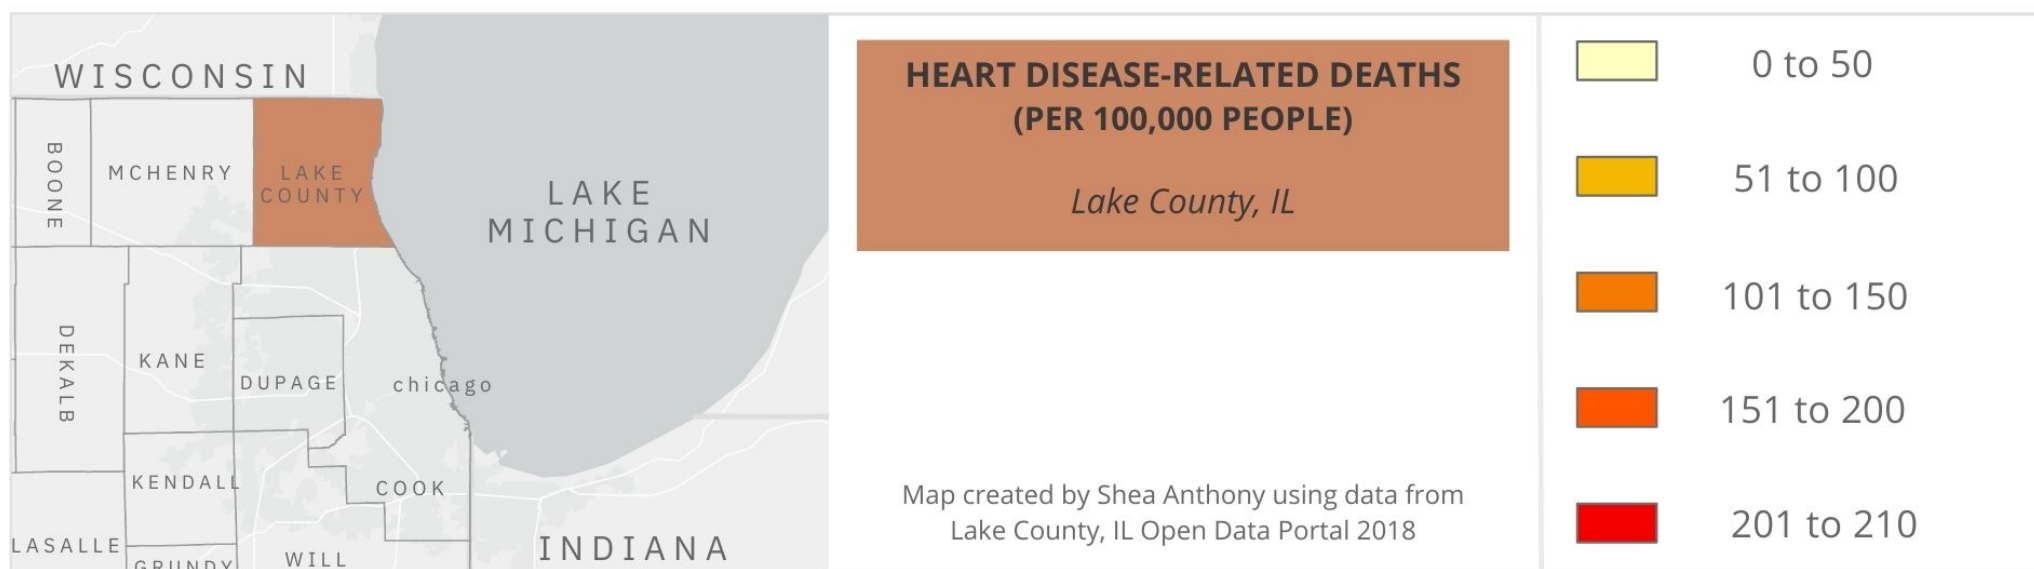 WISCONSIN
BOONE
MCHENRY
LAKE
COUNTY
LAKE
MICHIGAN
DEKALB
KANE
DUPAGE
chicago
KENDALL
COOK
LASALLE
GRUNDY
WILL
INDIANA
HEART DISEASE-RELATED DEATHS
(PER 100,000 PEOPLE)
Lake County, IL
Map created by Shea Anthony using data from
Lake County, IL Open Data Portal 2018
0 to 50
51 to 100
101 to 150
151 to 200
201 to 210